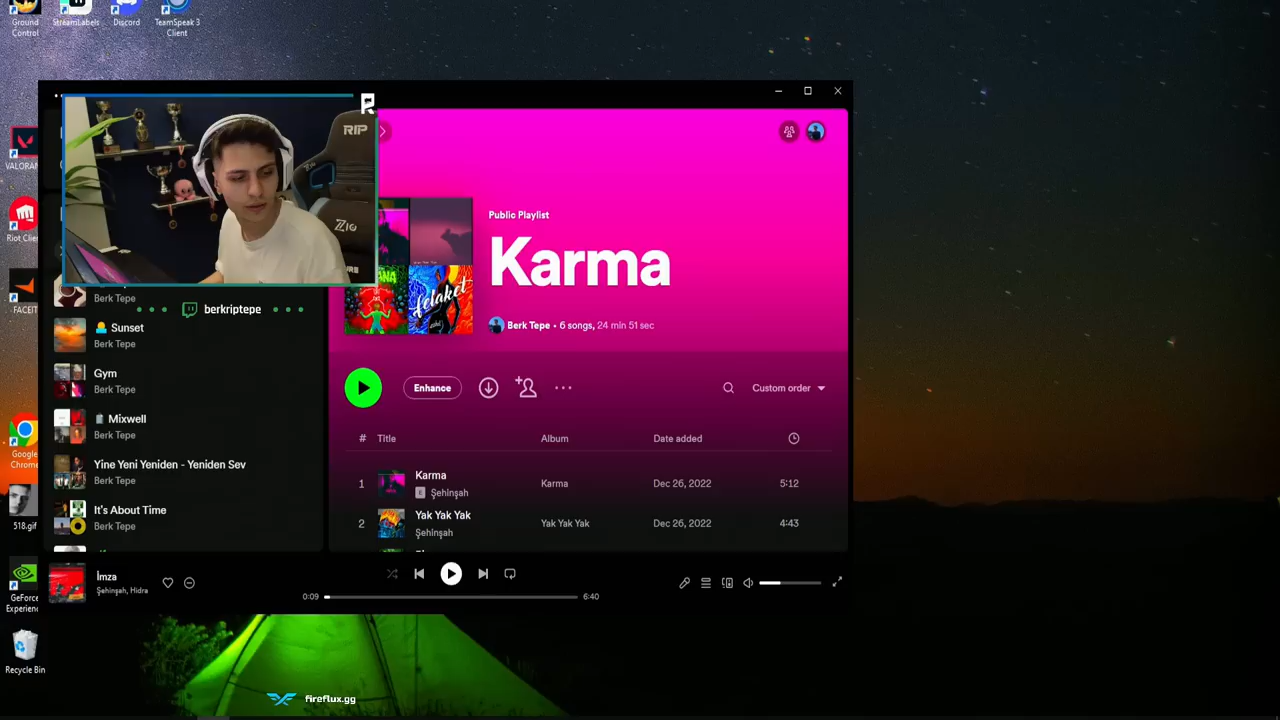 Ground
Control
StreamLabels
Discord
TeamSpeak 3
Client
VALORAN
Riot Clie
FACEIT
Google
Chrome
518.gif
GeForce
Experience
Recycle Bin
RIP
berkriptepe
Berk Tepe
Sunset
Berk Tepe
Gym
Berk Tepe
Mixwell
Berk Tepe
Yine Yeni Yeniden - Yeniden Sev
Berk Tepe
It's About Time
Berk Tepe
Public Playlist
Karma
felaket
Berk Tepe • 6 songs, 24 min 51 sec
Enhance
Custom order
# Title Album Date added
1 Karma Karma Dec 26, 2022 5:12
E Şehinşah
2 Yak Yak Yak Yak Yak Yak Dec 26, 2022 4:43
Şehinşah
İmza
Şehinşah, Hidra
0:09 6:40
fireflux.gg